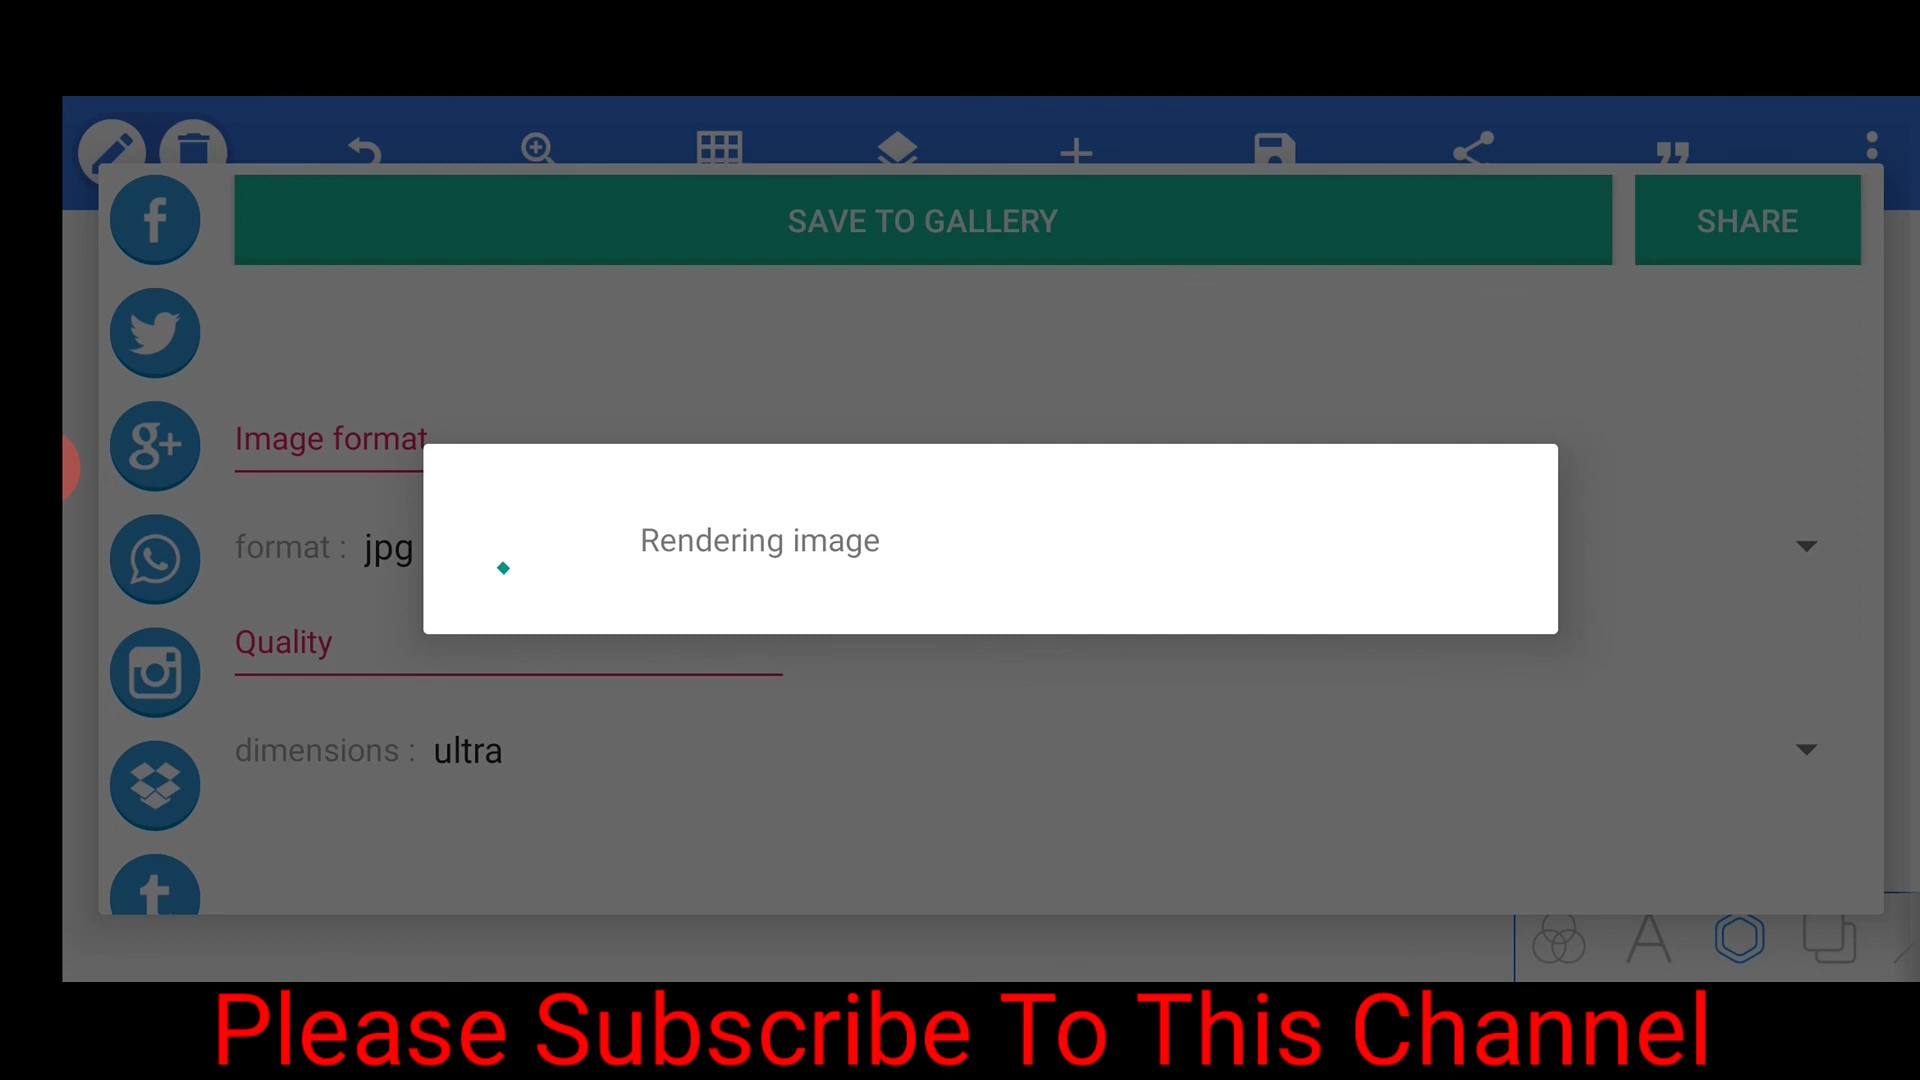 SAVE TO GALLERY
SHARE
Image format
Rendering image
format : jpg
Quality
dimensions : ultra
Please Subscribe To This Channel